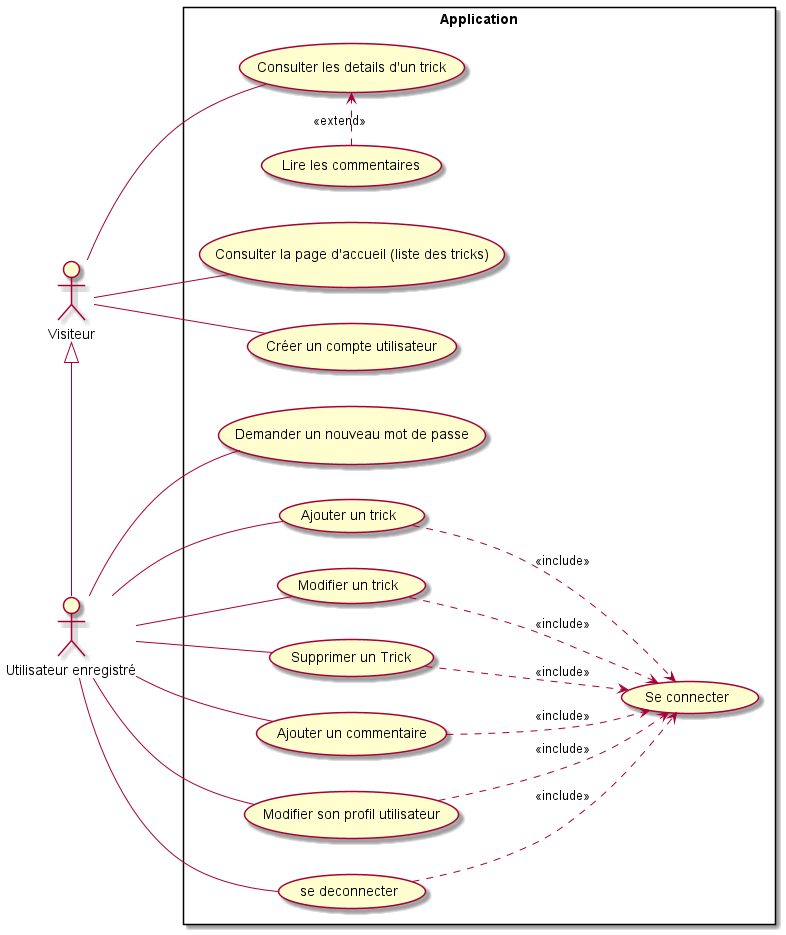 Application
Consulter les details d'un trick
«extend»
Lire les commentaires
Consulter la page d'accueil (liste des tricks)
Visiteur
Créer un compte utilisateur
Demander un nouveau mot de passe
Ajouter un trick
«include»
Modifier un trick
«include»
Supprimer un Trick
Utilisateur enregistré
«include»
Se connecter
«include»
Ajouter un commentaire
«include»
«include»
Modifier son profil utilisateur
se deconnecter